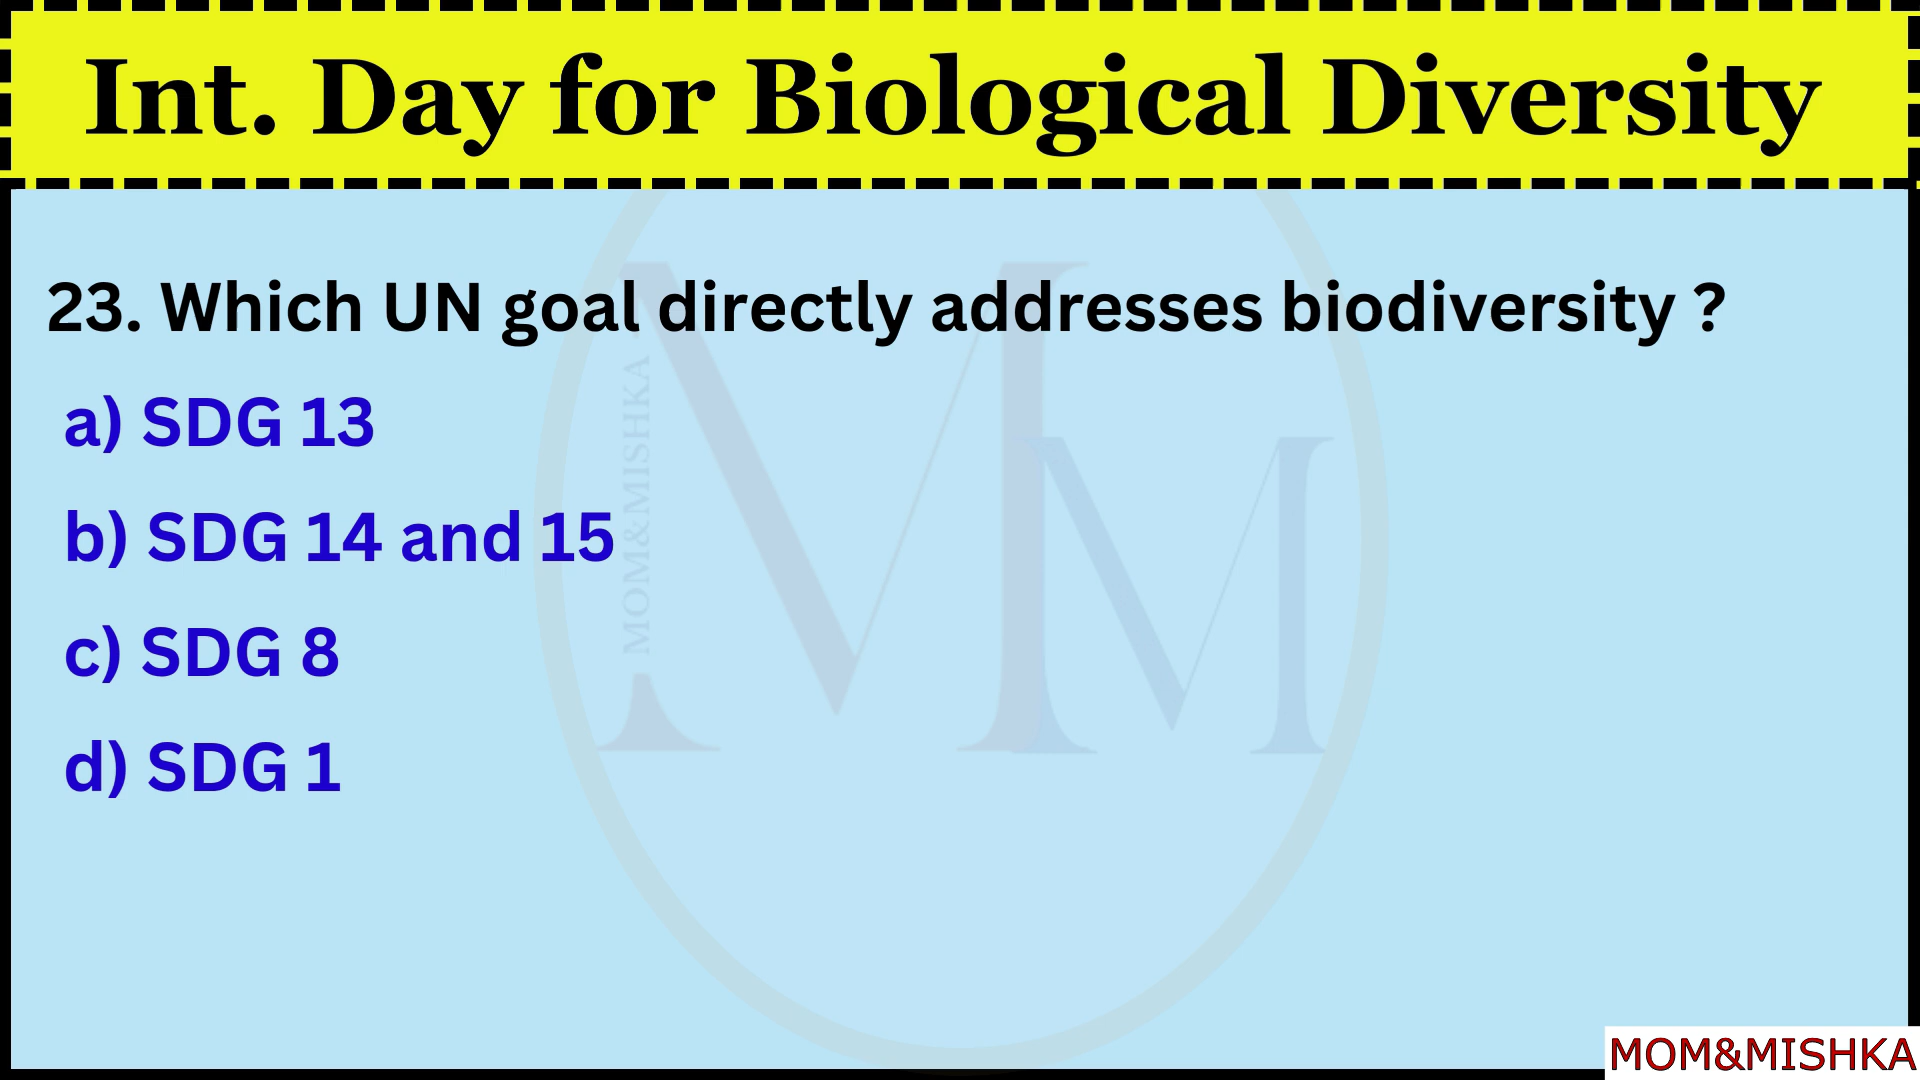 Int. Day for Biological Diversity
23. Which UN goal directly addresses biodiversity ?
a) SDG 13
b) SDG 14 and 15
c) SDG 8
d) SDG 1
MOM&MISHKA
MM
MOM&MISHKA